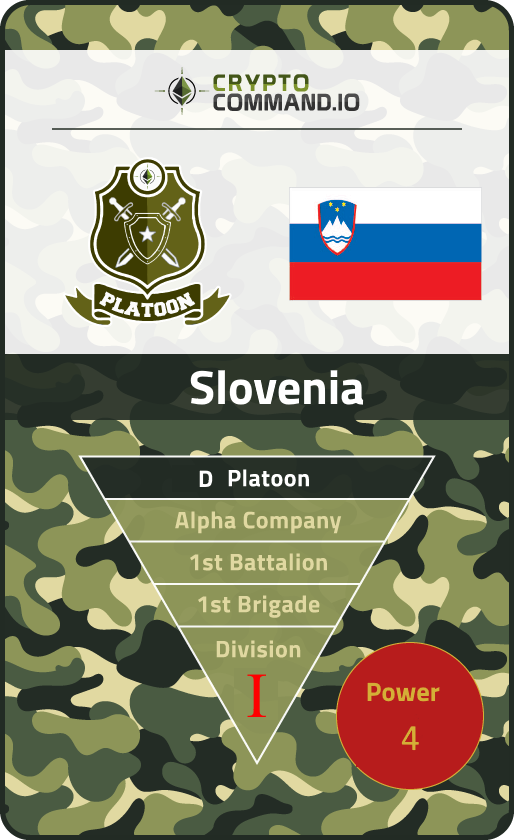 CRYPTO
COMMAND.IO
PLATOON
Slovenia
D Platoon
Alpha Company
1st Battalion
1st Brigade
Division
I
Power
4